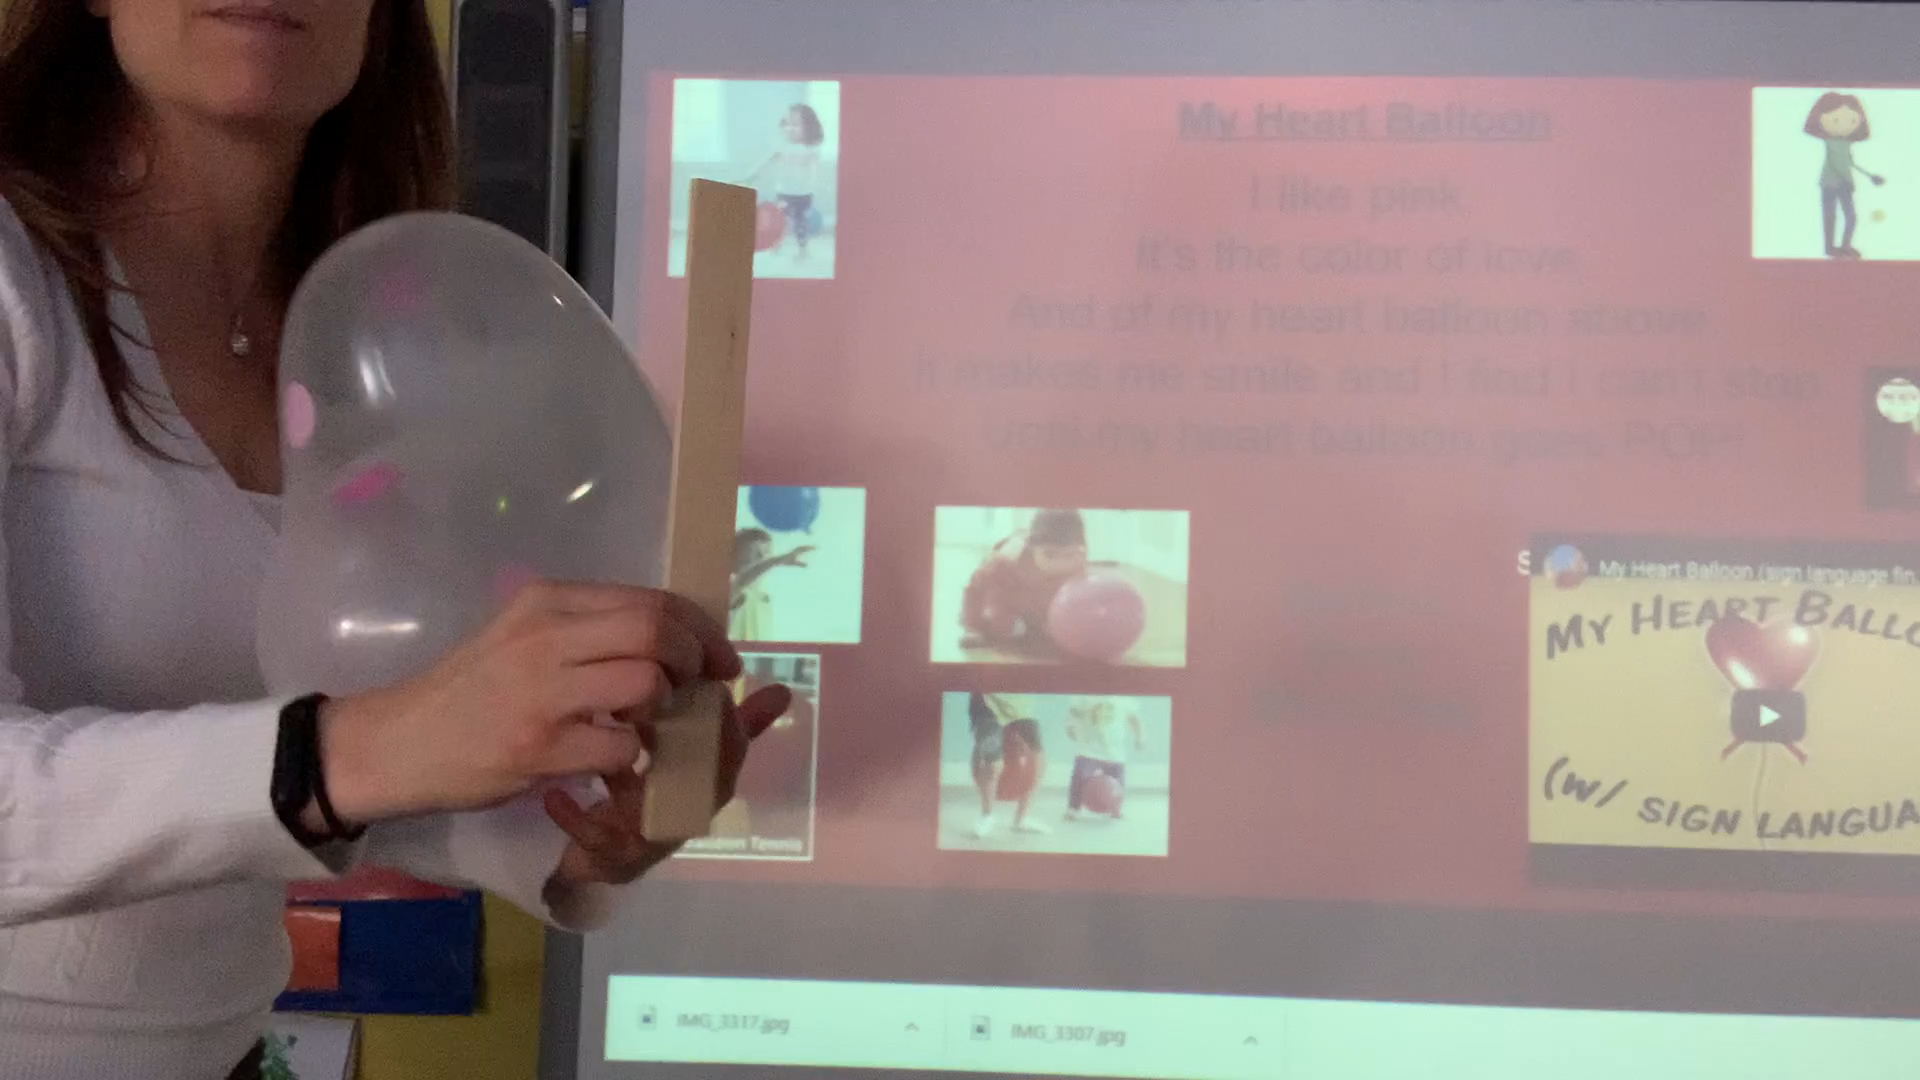 My Heart Balloon
I like pink
It's the color of love
And of my heart balloon above
It makes me smile and I find I can't stop
Until my heart balloon goes POP!
S
My Heart Balloon (sign language fin.
MY HEART BALLO
(W/ SIGN LANGUA
Balloon Tennis
IMG_3317.jpg
IMG_3307.jpg